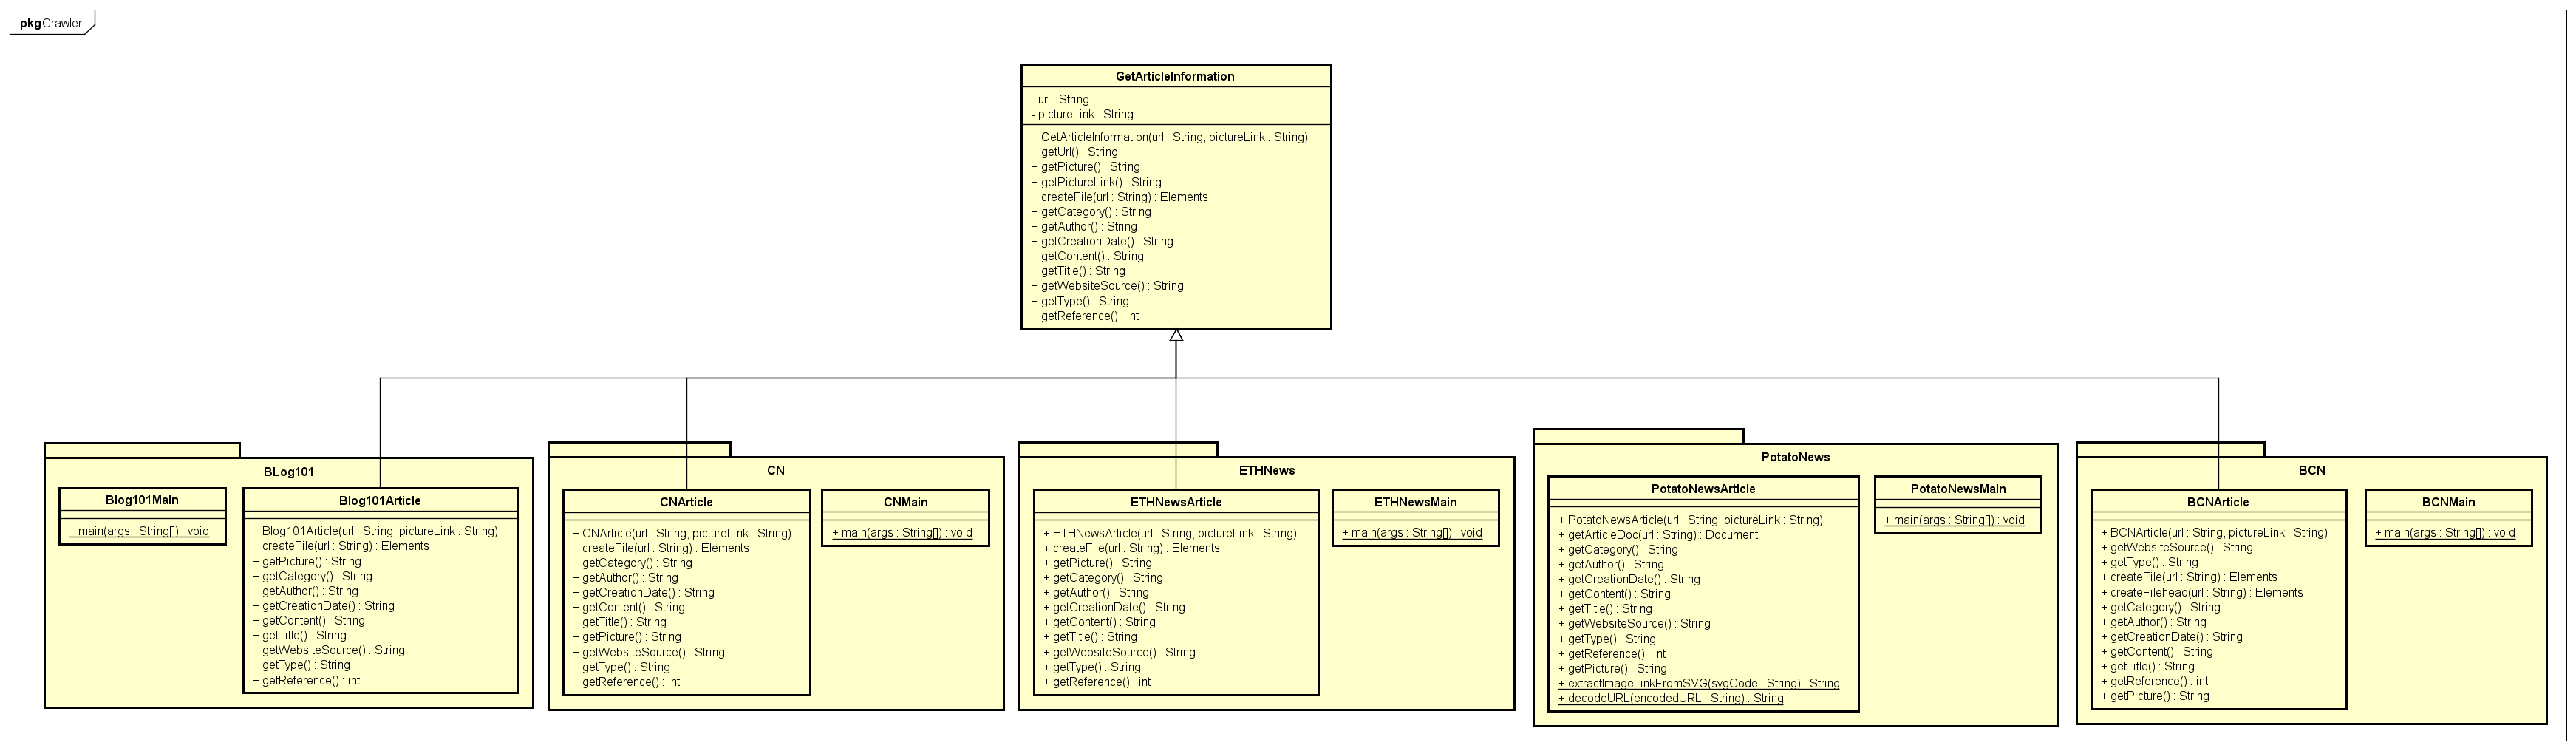 pkg Crawler
GetArticleInformation
- url : String
- pictureLink : String
+ GetArticleInformation(url : String, pictureLink : String)
+ getUrl() : String
+ getPicture() : String
+ getPictureLink() : String
+ createFile(url : String) : Elements
+ getCategory() : String
+ getAuthor() : String
+ getCreationDate() : String
+ getContent() : String
+ getTitle() : String
+ getWebsiteSource() : String
+ getType() : String
+ getReference() : int
BLog101
Blog101Main
+ main(args : String[]) : void
Blog101Article
+ Blog101Article(url : String, pictureLink : String)
+ createFile(url : String) : Elements
+ getPicture() : String
+ getCategory() : String
+ getAuthor() : String
+ getCreationDate() : String
+ getContent() : String
+ getTitle() : String
+ getWebsiteSource() : String
+ getType() : String
+ getReference() : int
CN
CNArticle
+ CNArticle(url : String, pictureLink : String)
+ createFile(url : String) : Elements
+ getCategory() : String
+ getAuthor() : String
+ getCreationDate() : String
+ getContent() : String
+ getTitle() : String
+ getPicture() : String
+ getWebsiteSource() : String
+ getType() : String
+ getReference() : int
CNMain
+ main(args : String[]) : void
ETHNews
ETHNewsArticle
+ ETHNewsArticle(url : String, pictureLink : String)
+ createFile(url : String) : Elements
+ getPicture() : String
+ getCategory() : String
+ getAuthor() : String
+ getCreationDate() : String
+ getContent() : String
+ getTitle() : String
+ getWebsiteSource() : String
+ getType() : String
+ getReference() : int
ETHNewsMain
+ main(args : String[]) : void
PotatoNews
PotatoNewsArticle
+ PotatoNewsArticle(url : String, pictureLink : String)
+ getArticleDoc(url : String) : Document
+ getCategory() : String
+ getAuthor() : String
+ getCreationDate() : String
+ getContent() : String
+ getTitle() : String
+ getWebsiteSource() : String
+ getType() : String
+ getReference() : int
+ getPicture() : String
+ extractImageLinkFromSVG(svgCode : String) : String
+ decodeURL(encodedURL : String) : String
PotatoNewsMain
+ main(args : String[]) : void
BCN
BCNArticle
+ BCNArticle(url : String, pictureLink : String)
+ getWebsiteSource() : String
+ getType() : String
+ createFile(url : String) : Elements
+ createFilehead(url : String) : Elements
+ getCategory() : String
+ getAuthor() : String
+ getCreationDate() : String
+ getContent() : String
+ getTitle() : String
+ getReference() : int
+ getPicture() : String
BCNMain
+ main(args : String[]) : void